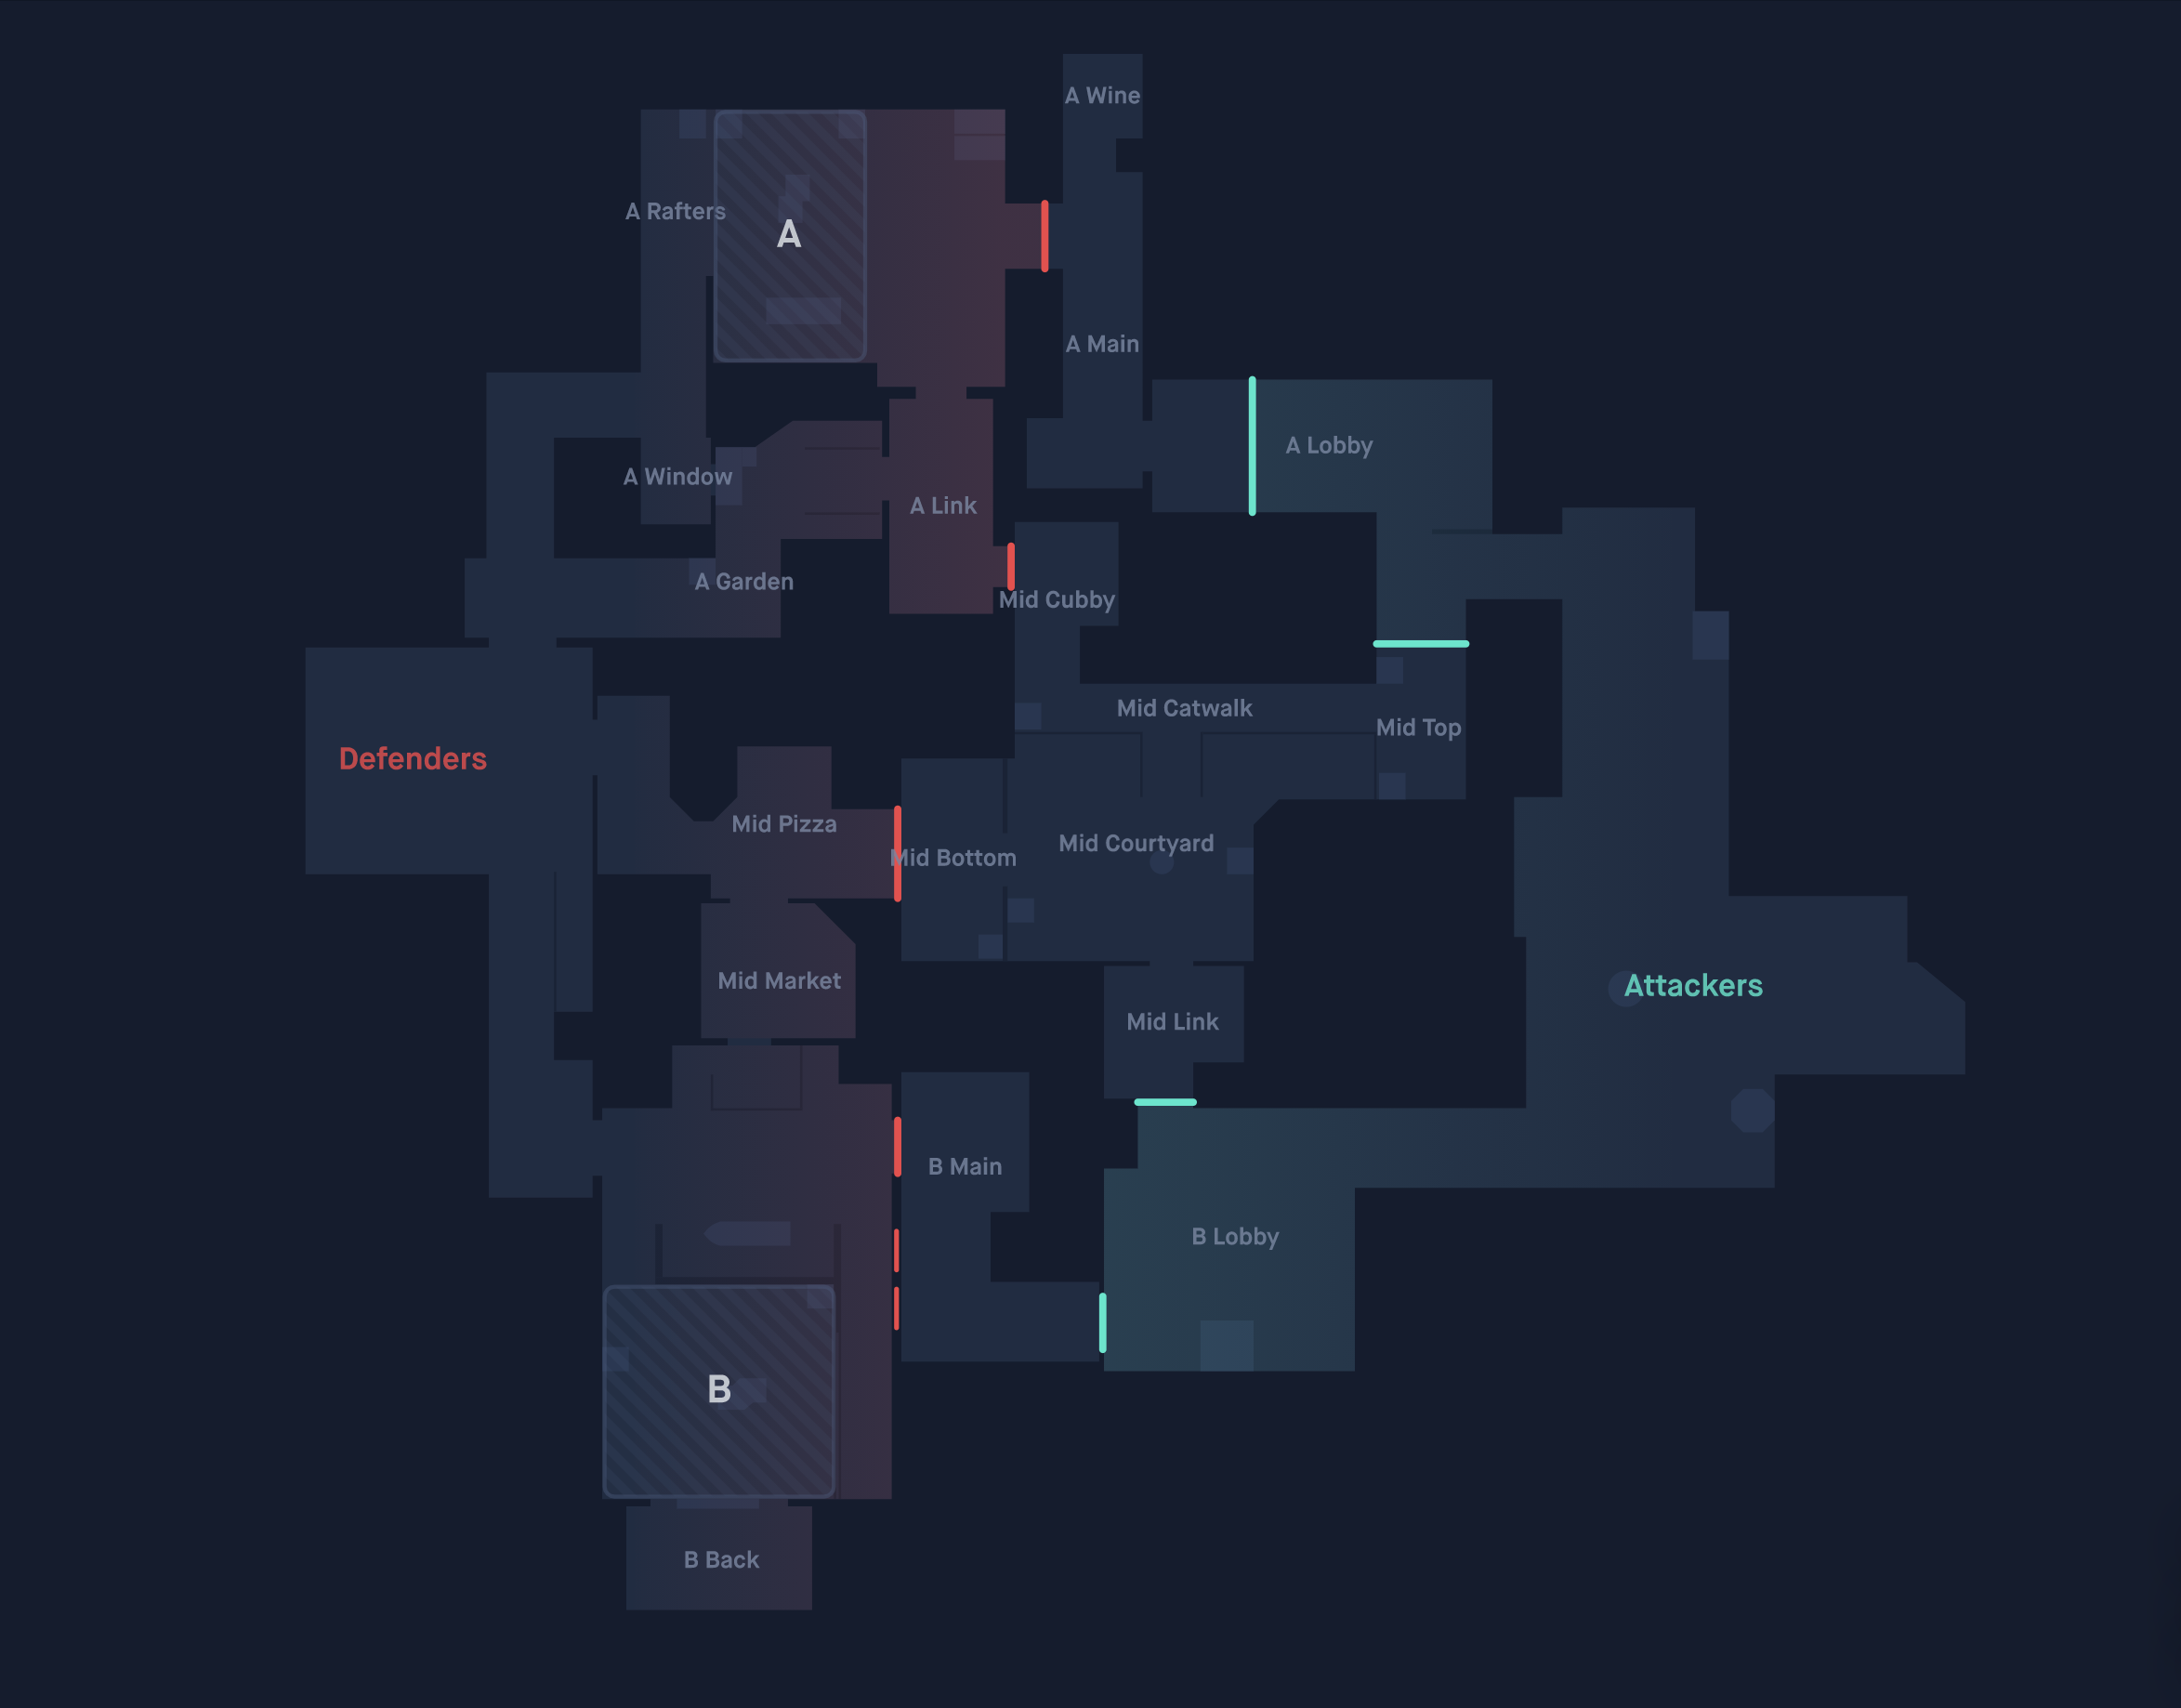 A Wine
A Rafters
A
A Main
A Lobby
A Window
A Link
A Garden
Mid Cubby
Mid Catwalk
Mid Top
Defenders
Mid Pizza
Mid Courtyard
Mid Bottom
Mid Market
Attackers
Mid Link
B Main
B Lobby
B
B Back